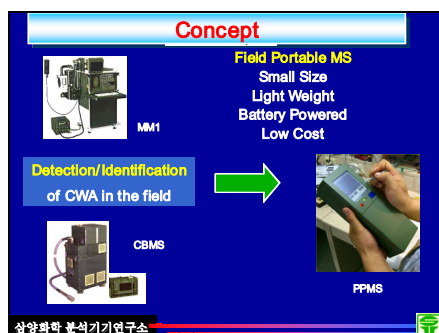 Concept
Field Portable MS
Small Size
Light Weight
Battery Powered
Low Cost
MM1
Detection/Identification
of CWA in the field
CBMS
PPMS
삼양화학 분석기기연구소